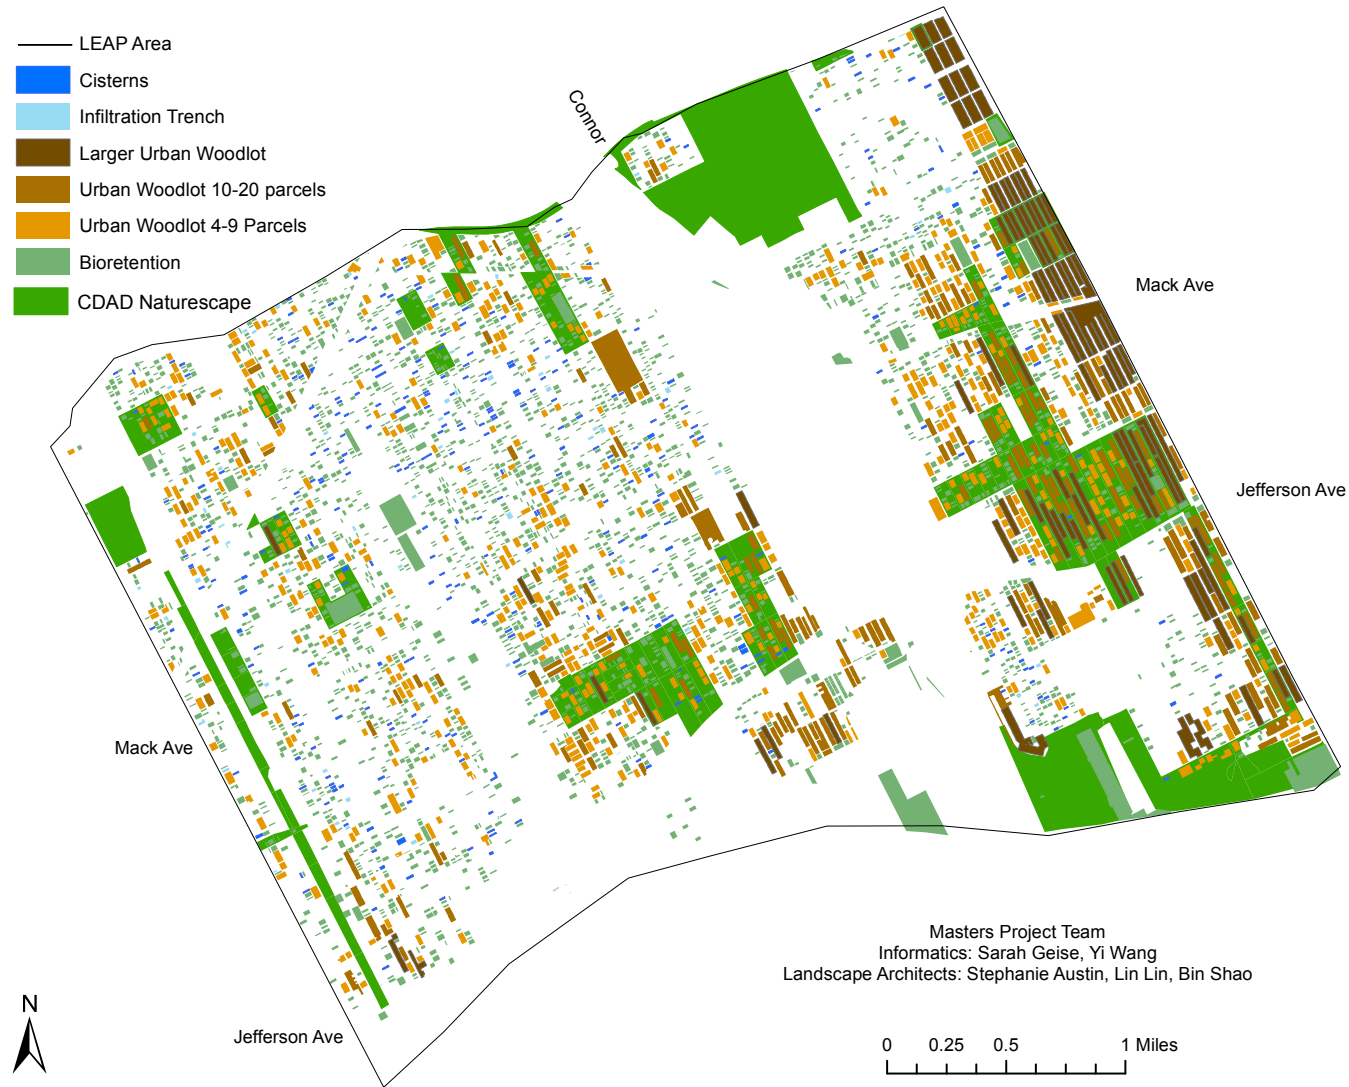 LEAP Area
Cisterns
Infiltration Trench
Larger Urban Woodlot
Urban Woodlot 10-20 parcels
Urban Woodlot 4-9 Parcels
Bioretention
CDAD Naturescape
Connor
Mack Ave
Jefferson Ave
Mack Ave
Jefferson Ave
Masters Project Team
Informatics: Sarah Geise, Yi Wang
Landscape Architects: Stephanie Austin, Lin Lin, Bin Shao
N
0 0.25 0.5 1 Miles